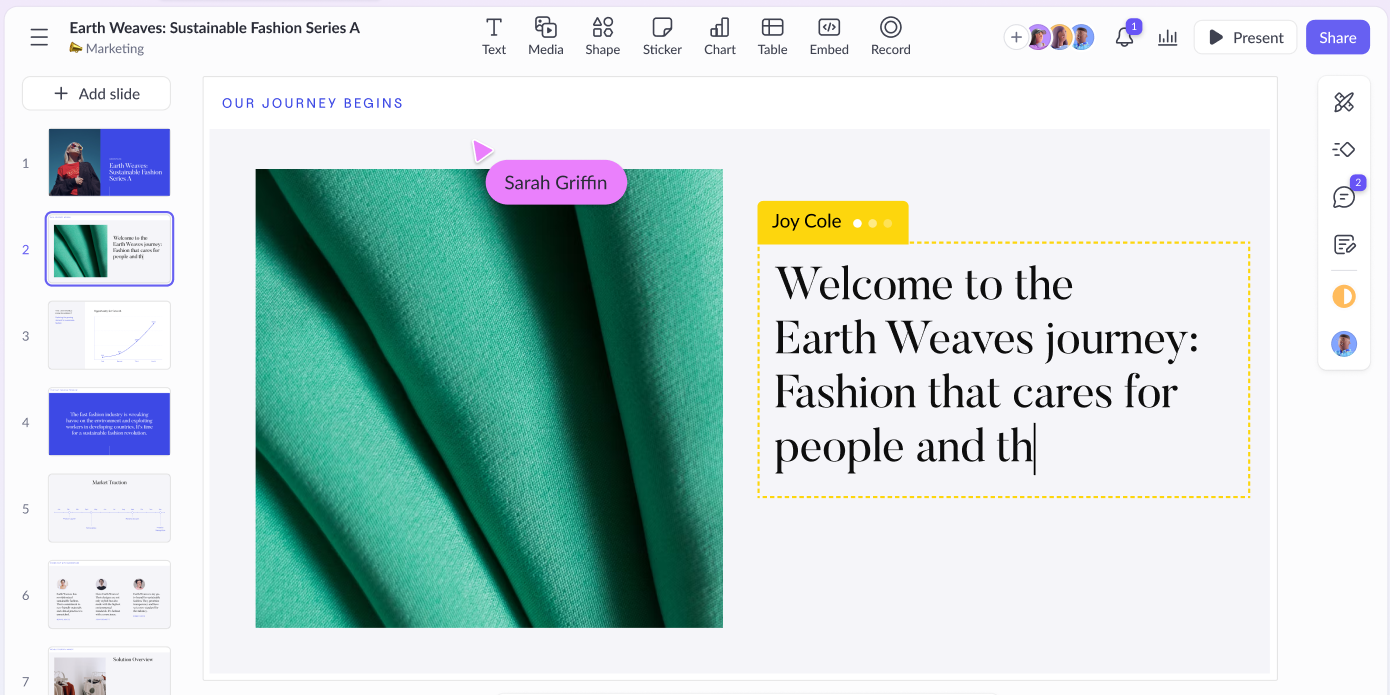 Earth Weaves: Sustainable Fashion Series A
Marketing
Text
Media
Shape
Sticker
Chart
Table
Embed
Record
1
Present
Share
Add slide
1
Earth Weaves:
Sustainable Fashion
Series A
2
Welcome to the
Earth Weaves journey:
Fashion that cares for
people and th
3
4
The fast fashion industry is wreaking
havoc on the environment and exploiting
workers in developing countries. It's time
for a sustainable fashion revolution.
5
Market Traction
6
7
Solution Overview
OUR JOURNEY BEGINS
Sarah Griffin
Joy Cole
Welcome to the
Earth Weaves journey:
Fashion that cares for
people and th
2